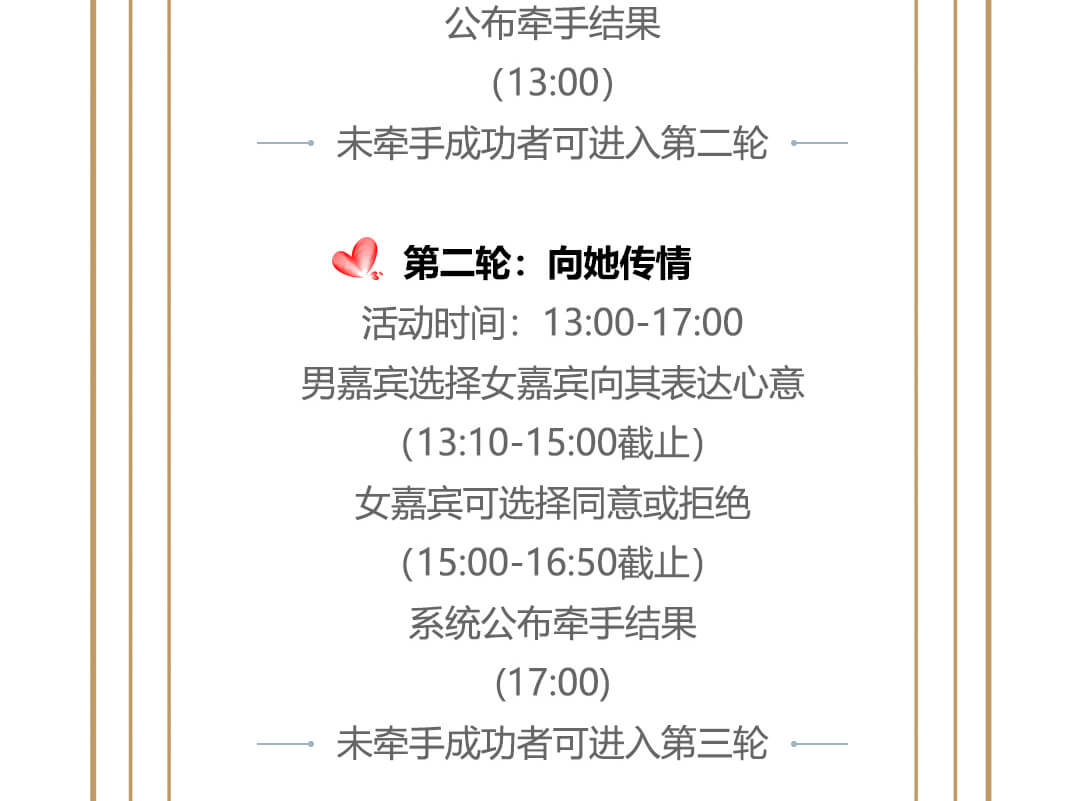 公布牵手结果
(13:00)
未牵手成功者可进入第二轮
第二轮：向她传情
活动时间：13:00-17:00
男嘉宾选择女嘉宾向其表达心意
(13:10-15:00截止)
女嘉宾可选择同意或拒绝
(15:00-16:50截止)
系统公布牵手结果
(17:00)
未牵手成功者可进入第三轮